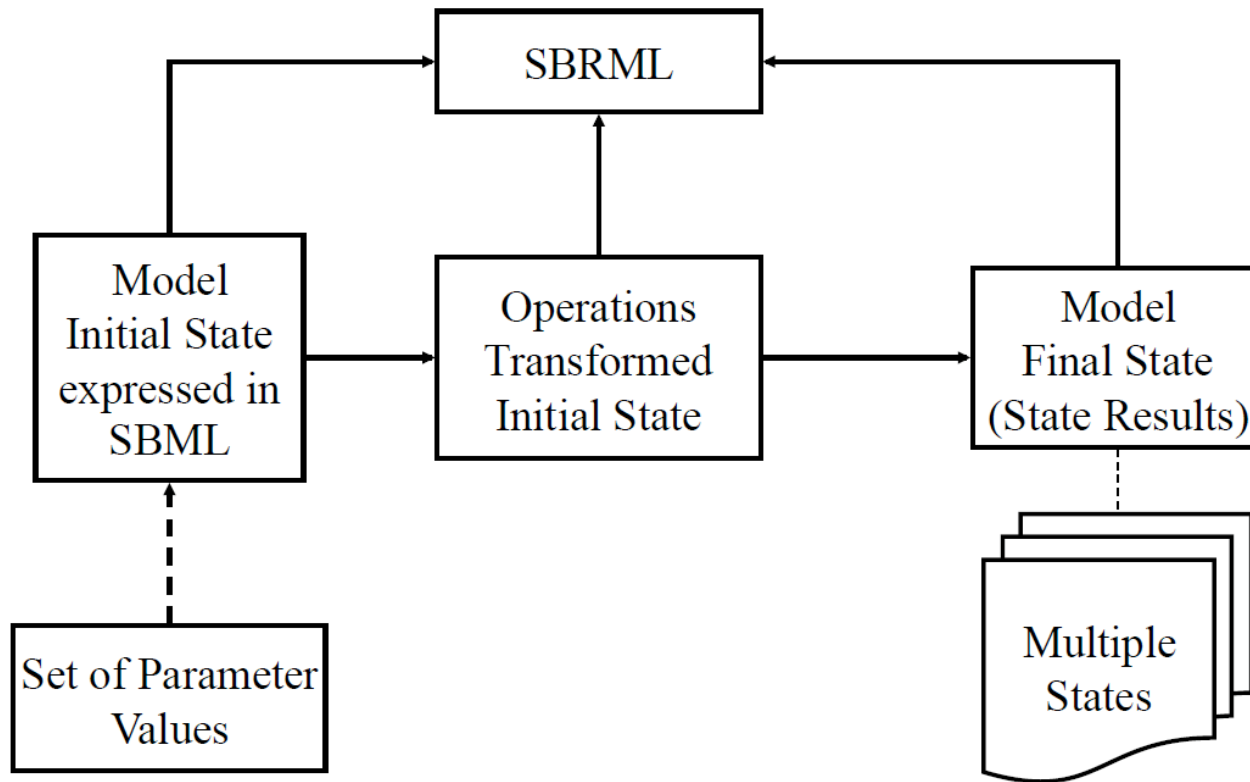 SBRML
Model
Initial State
expressed in
SBML
Operations
Transformed
Initial State
Model
Final State
(State Results)
Set of Parameter
Values
Multiple
States